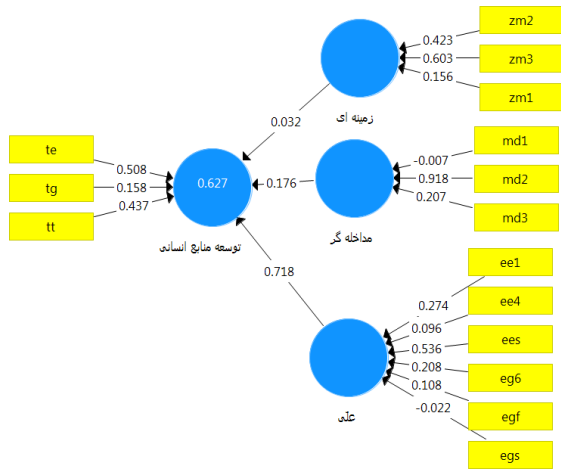 zm2
0.423
zm3
0.603
zm1
0.156
زمینه ای
0.032
te
0.508
tg
0.158
tt
0.437
0.627
توسعه منابع انسانی
0.176
md1
-0.007
md2
0.918
md3
0.207
مداخله گر
0.718
ee1
0.274
ee4
0.096
ees
0.536
eg6
0.208
egf
0.108
egs
-0.022
علّی